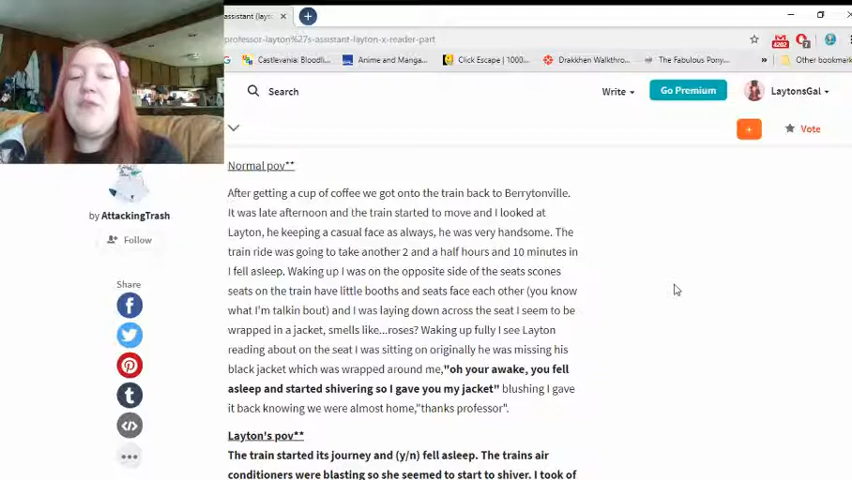 assistant (layt
professor-layton%27s-assistant-layton-x-reader-part
Castlevania: Bloodli... Anime and Manga... Click Escape | 1000... Drakkhen Walkthro... The Fabulous Pony... » Other bookmark
4262 7
Search Write Go Premium LaytonsGal
+ Vote
Normal pov**
by AttackingTrash
Follow
Share
After getting a cup of coffee we got onto the train back to Berrytonville.
It was late afternoon and the train started to move and I looked at
Layton, he keeping a casual face as always, he was very handsome. The
train ride was going to take another 2 and a half hours and 10 minutes in
I fell asleep. Waking up I was on the opposite side of the seats scones
seats on the train have little booths and seats face each other (you know
what I'm talkin bout) and I was laying down across the seat I seem to be
wrapped in a jacket, smells like...roses? Waking up fully I see Layton
reading about on the seat I was sitting on originally he was missing his
black jacket which was wrapped around me,"oh your awake, you fell
asleep and started shivering so I gave you my jacket" blushing I gave
it back knowing we were almost home,"thanks professor".
Layton's pov**
The train started its journey and (y/n) fell asleep. The trains air
conditioners were blasting so she seemed to start to shiver. I took of